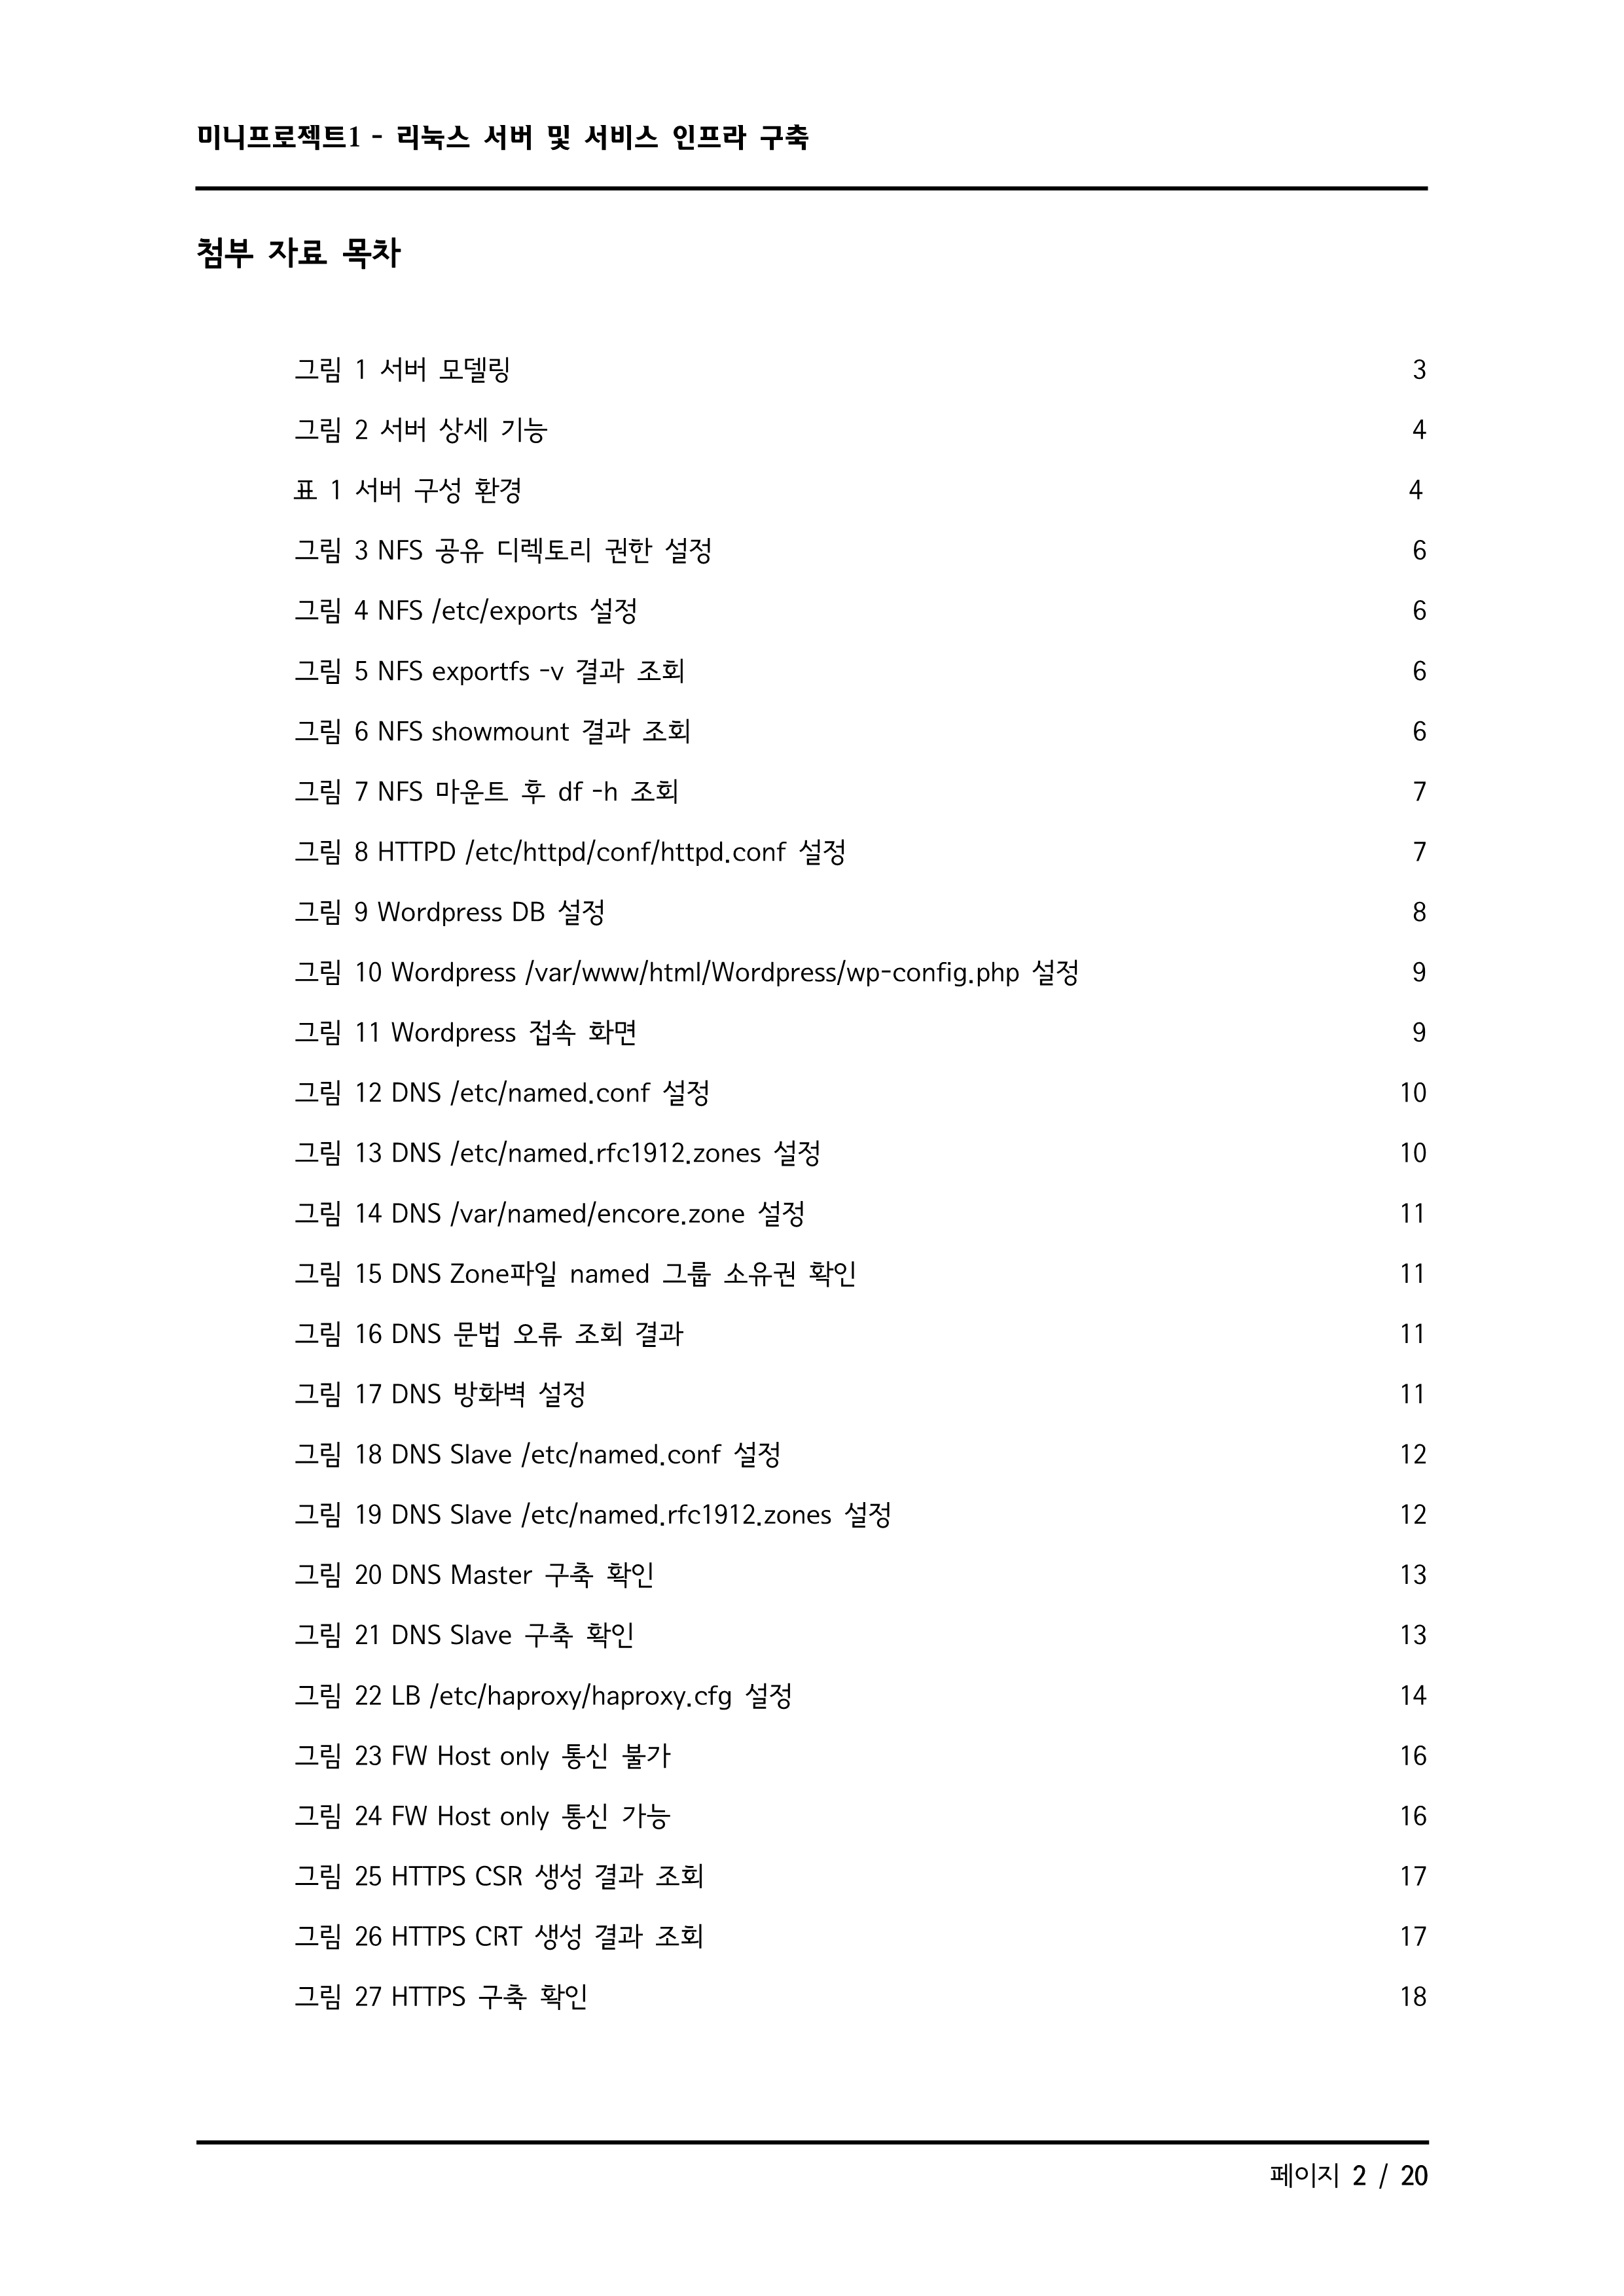 미니프로젝트1 - 리눅스 서버 및 서비스 인프라 구축
첨부 자료 목차
그림 1 서버 모델링 3
그림 2 서버 상세 기능 4
표 1 서버 구성 환경 4
그림 3 NFS 공유 디렉토리 권한 설정 6
그림 4 NFS /etc/exports 설정 6
그림 5 NFS exportfs -v 결과 조회 6
그림 6 NFS showmount 결과 조회 6
그림 7 NFS 마운트 후 df -h 조회 7
그림 8 HTTPD /etc/httpd/conf/httpd.conf 설정 7
그림 9 Wordpress DB 설정 8
그림 10 Wordpress /var/www/html/Wordpress/wp-config.php 설정 9
그림 11 Wordpress 접속 화면 9
그림 12 DNS /etc/named.conf 설정 10
그림 13 DNS /etc/named.rfc1912.zones 설정 10
그림 14 DNS /var/named/encore.zone 설정 11
그림 15 DNS Zone파일 named 그룹 소유권 확인 11
그림 16 DNS 문법 오류 조회 결과 11
그림 17 DNS 방화벽 설정 11
그림 18 DNS Slave /etc/named.conf 설정 12
그림 19 DNS Slave /etc/named.rfc1912.zones 설정 12
그림 20 DNS Master 구축 확인 13
그림 21 DNS Slave 구축 확인 13
그림 22 LB /etc/haproxy/haproxy.cfg 설정 14
그림 23 FW Host only 통신 불가 16
그림 24 FW Host only 통신 가능 16
그림 25 HTTPS CSR 생성 결과 조회 17
그림 26 HTTPS CRT 생성 결과 조회 17
그림 27 HTTPS 구축 확인 18
페이지 2 / 20